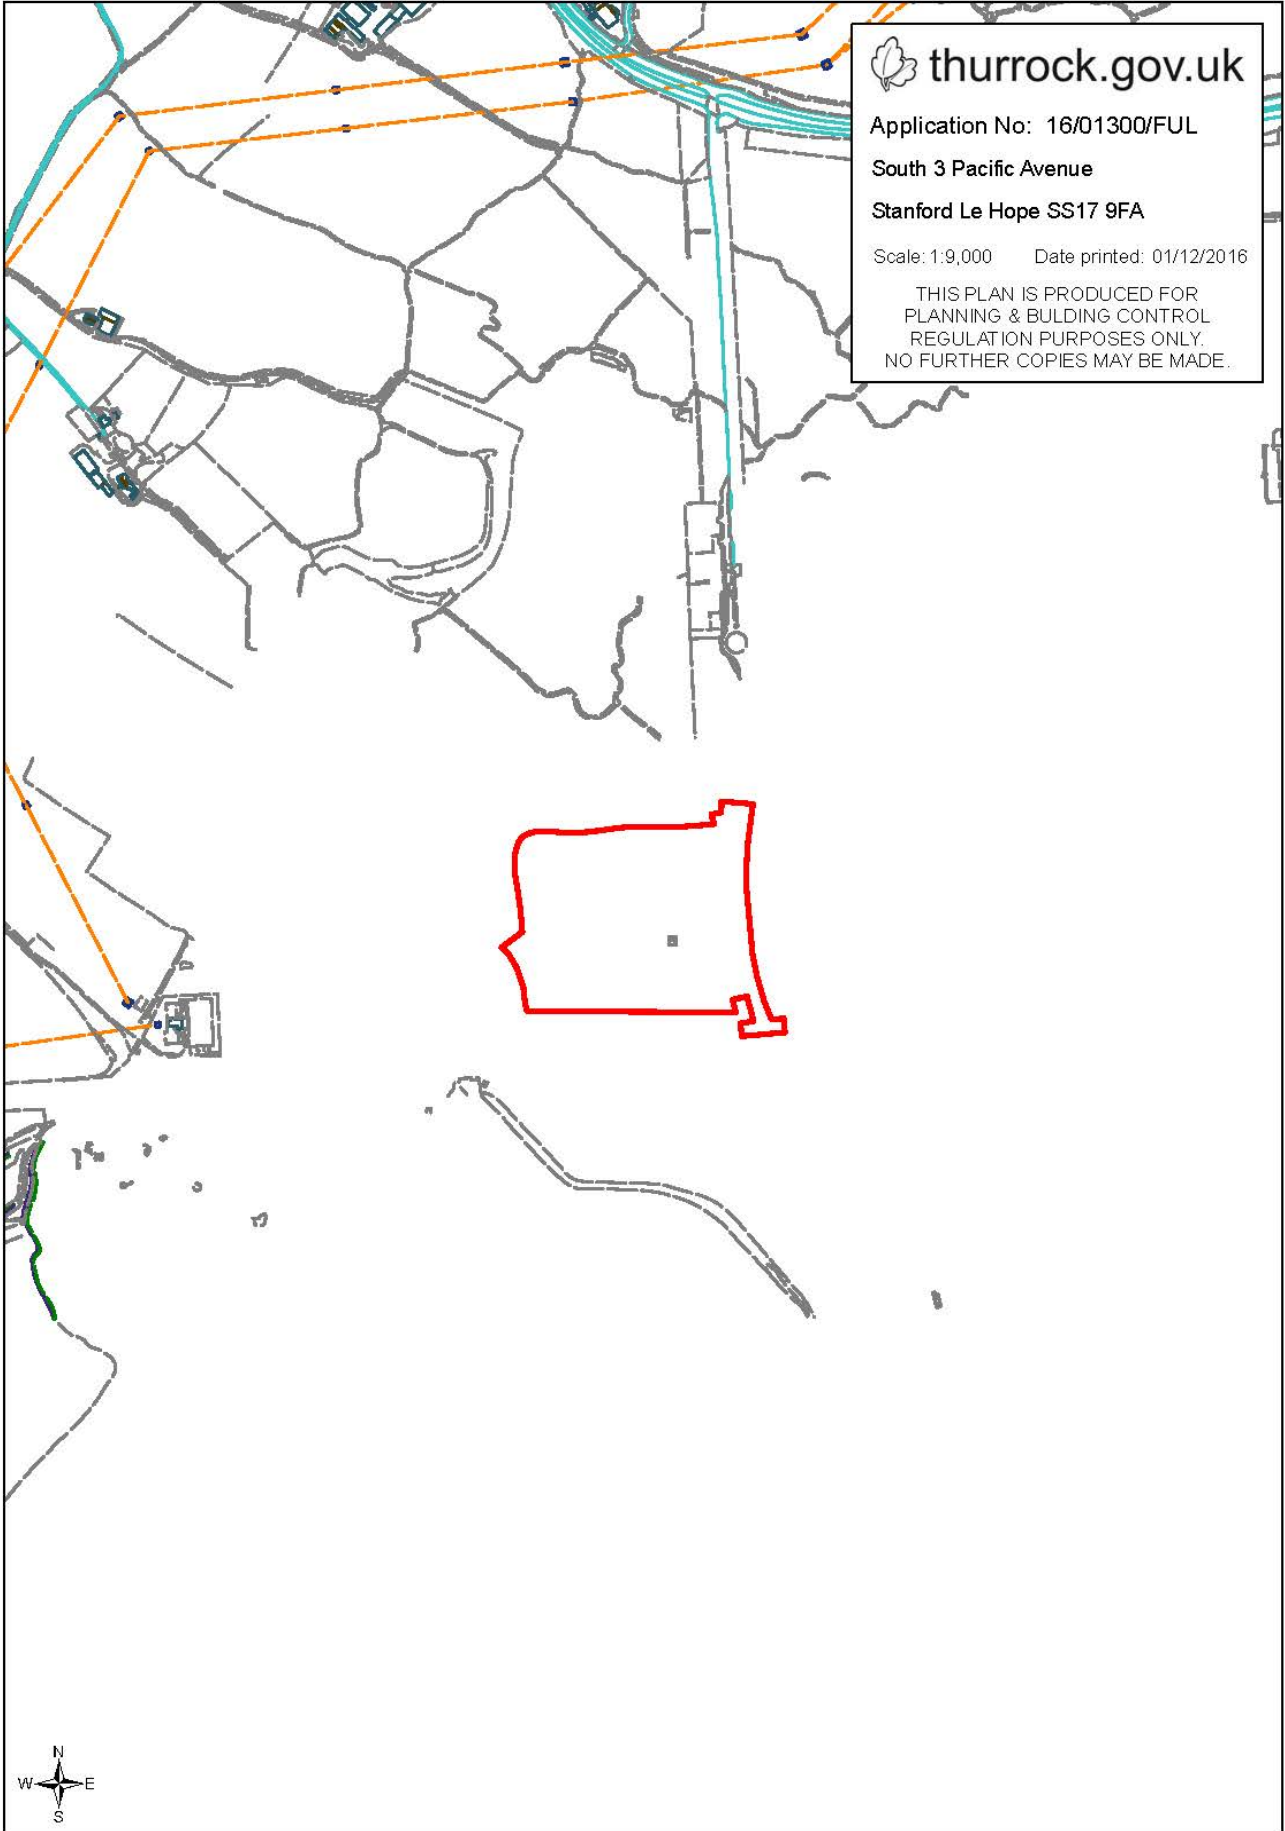 thurrock.gov.uk
Application No: 16/01300/FUL
South 3 Pacific Avenue
Stanford Le Hope SS17 9FA
Scale: 1:9,000 Date printed: 01/12/2016
THIS PLAN IS PRODUCED FOR
PLANNING & BULDING CONTROL
REGULATION PURPOSES ONLY.
NO FURTHER COPIES MAY BE MADE.
N
W E
S